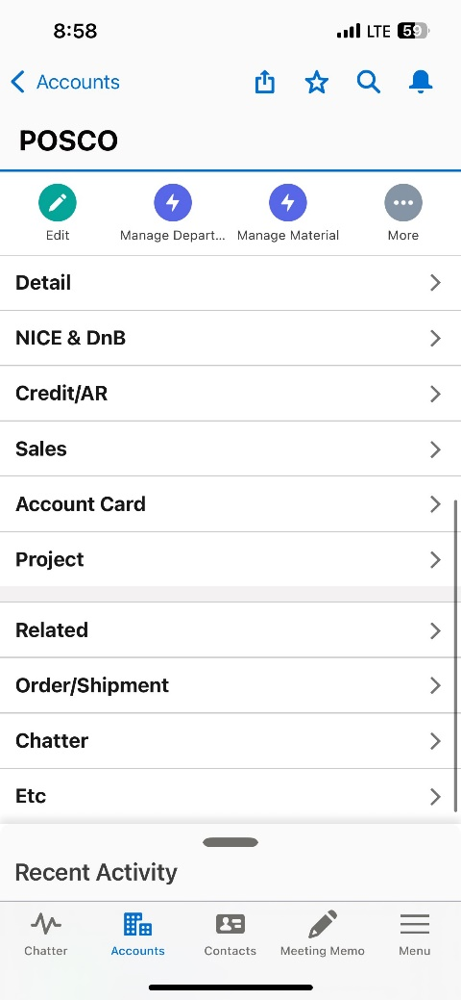 8:58
LTE 59
Accounts
POSCO
Edit
Manage Depart...
Manage Material
More
Detail
NICE & DnB
Credit/AR
Sales
Account Card
Project
Related
Order/Shipment
Chatter
Etc
Recent Activity
Chatter
Accounts
Contacts
Meeting Memo
Menu